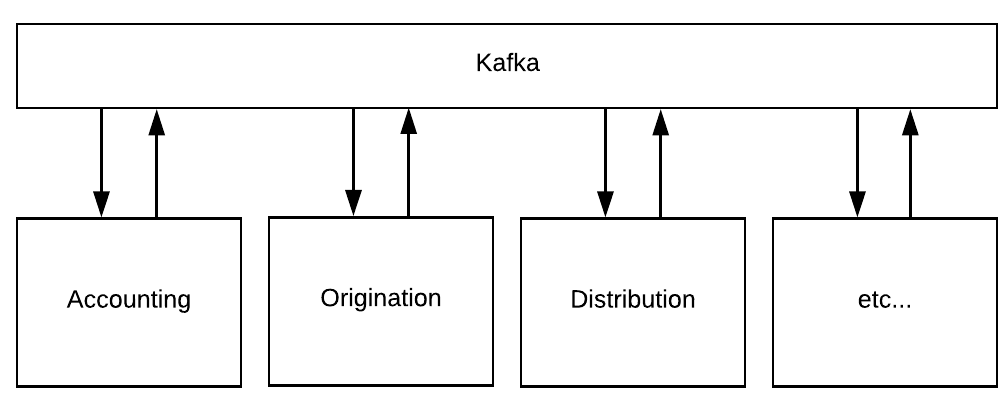 Kafka
Accounting
Origination
Distribution
etc...